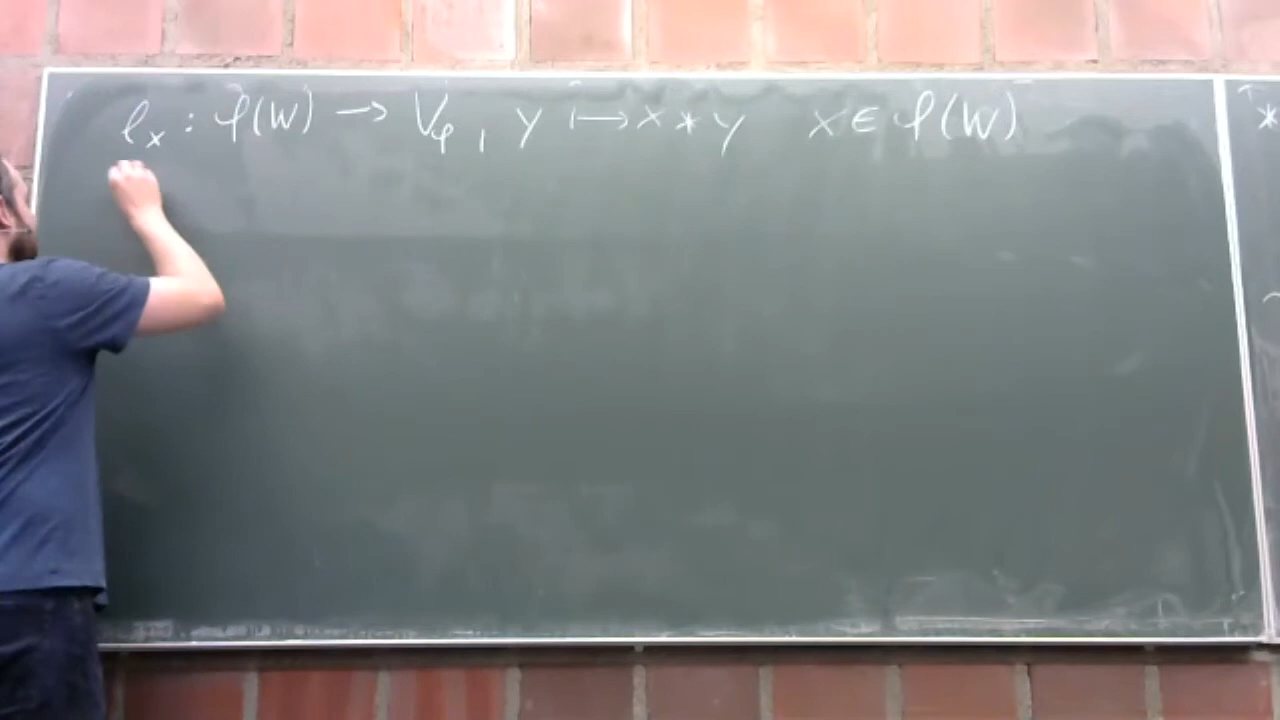 ℓ_x : φ(W) → V_φ, y ↦ x * y x ∈ φ(W)
*